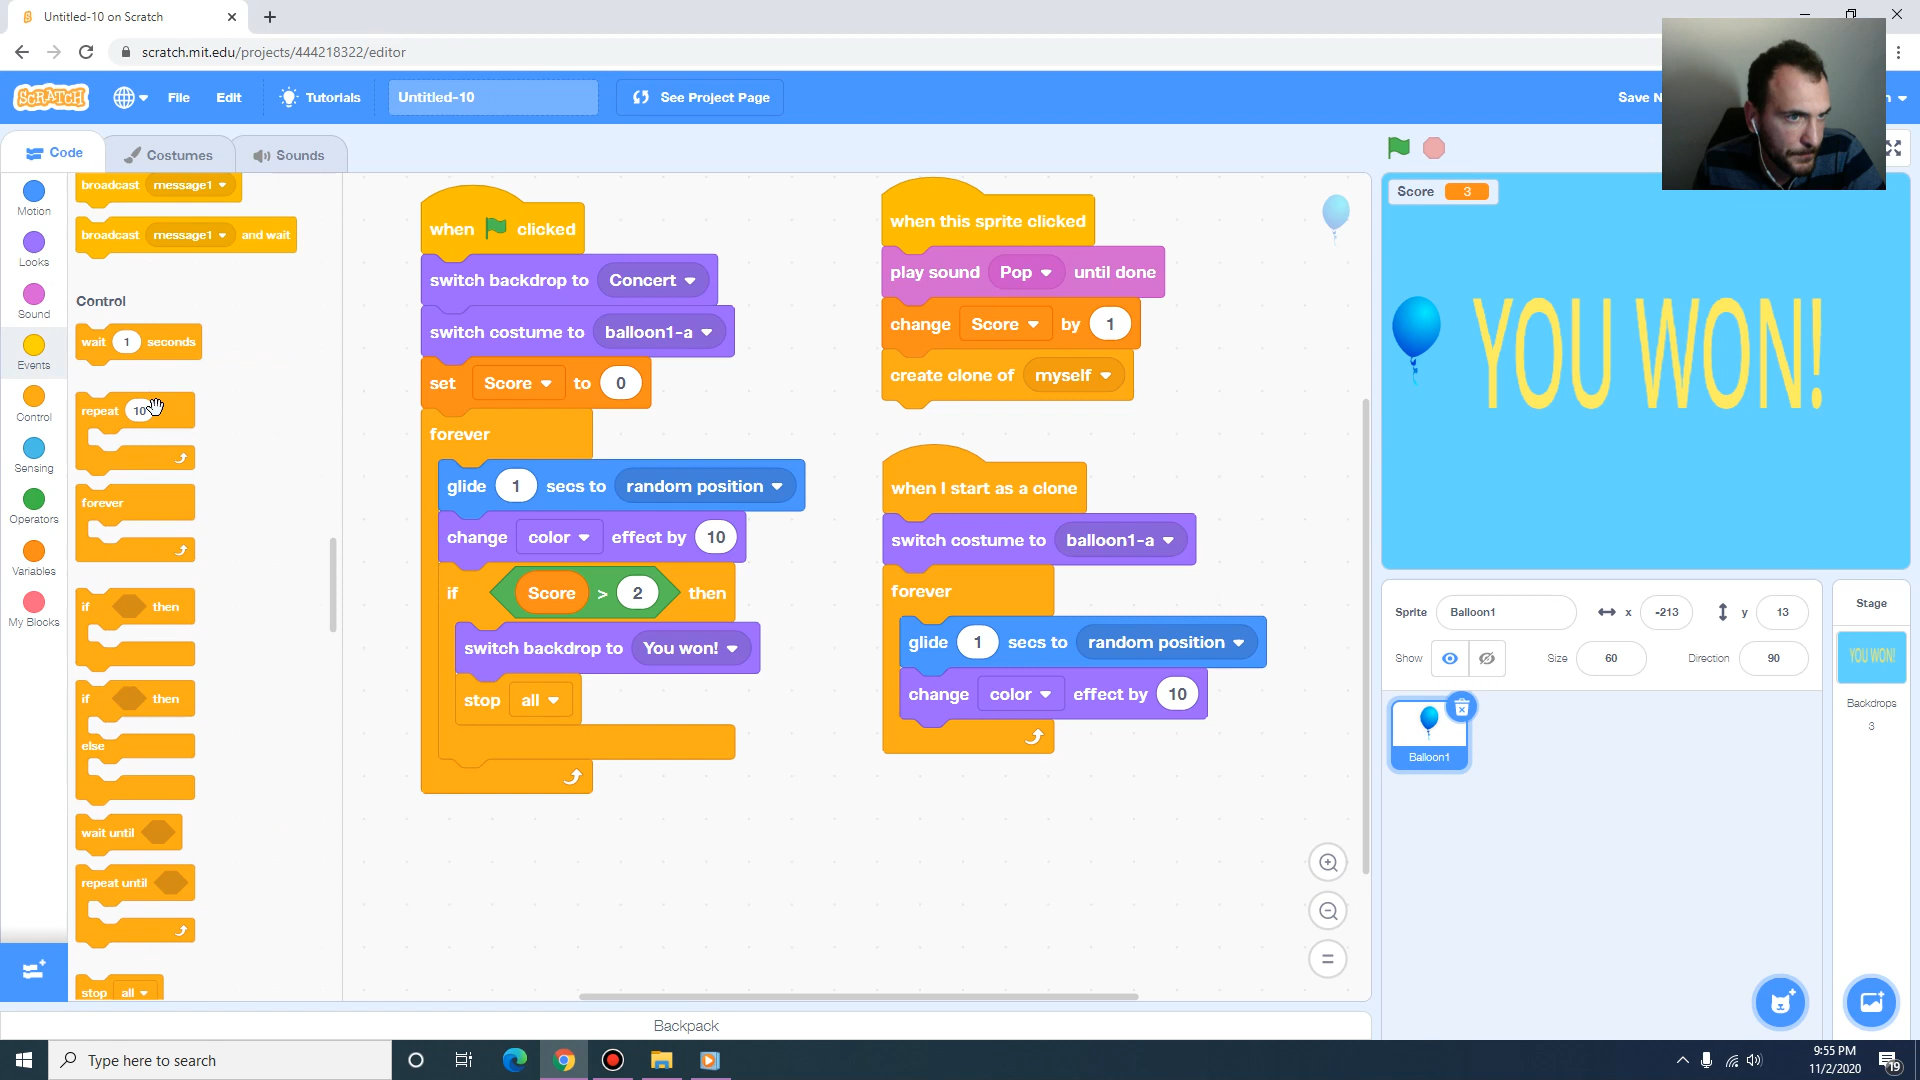 Untitled-10 on Scratch
scratch.mit.edu/projects/444218322/editor
SCRATCH
File
Edit
Tutorials
Untitled-10
See Project Page
Save N
Code
Costumes
Sounds
Motion
Looks
Sound
Events
Control
Sensing
Operators
Variables
My Blocks
broadcast message1
broadcast message1 and wait
Control
wait 1 seconds
repeat 10
forever
if then
if then
else
wait until
repeat until
stop all
when clicked
switch backdrop to Concert
switch costume to balloon1-a
set Score to 0
forever
glide 1 secs to random position
change color effect by 10
if Score > 2 then
switch backdrop to You won!
stop all
when this sprite clicked
play sound Pop until done
change Score by 1
create clone of myself
when I start as a clone
switch costume to balloon1-a
forever
glide 1 secs to random position
change color effect by 10
Score 3
YOU WON!
Sprite Balloon1 x -213 y 13
Show Size 60 Direction 90
Balloon1
Stage
YOU WON!
Backdrops
3
Backpack
Type here to search
9:55 PM
11/2/2020
19